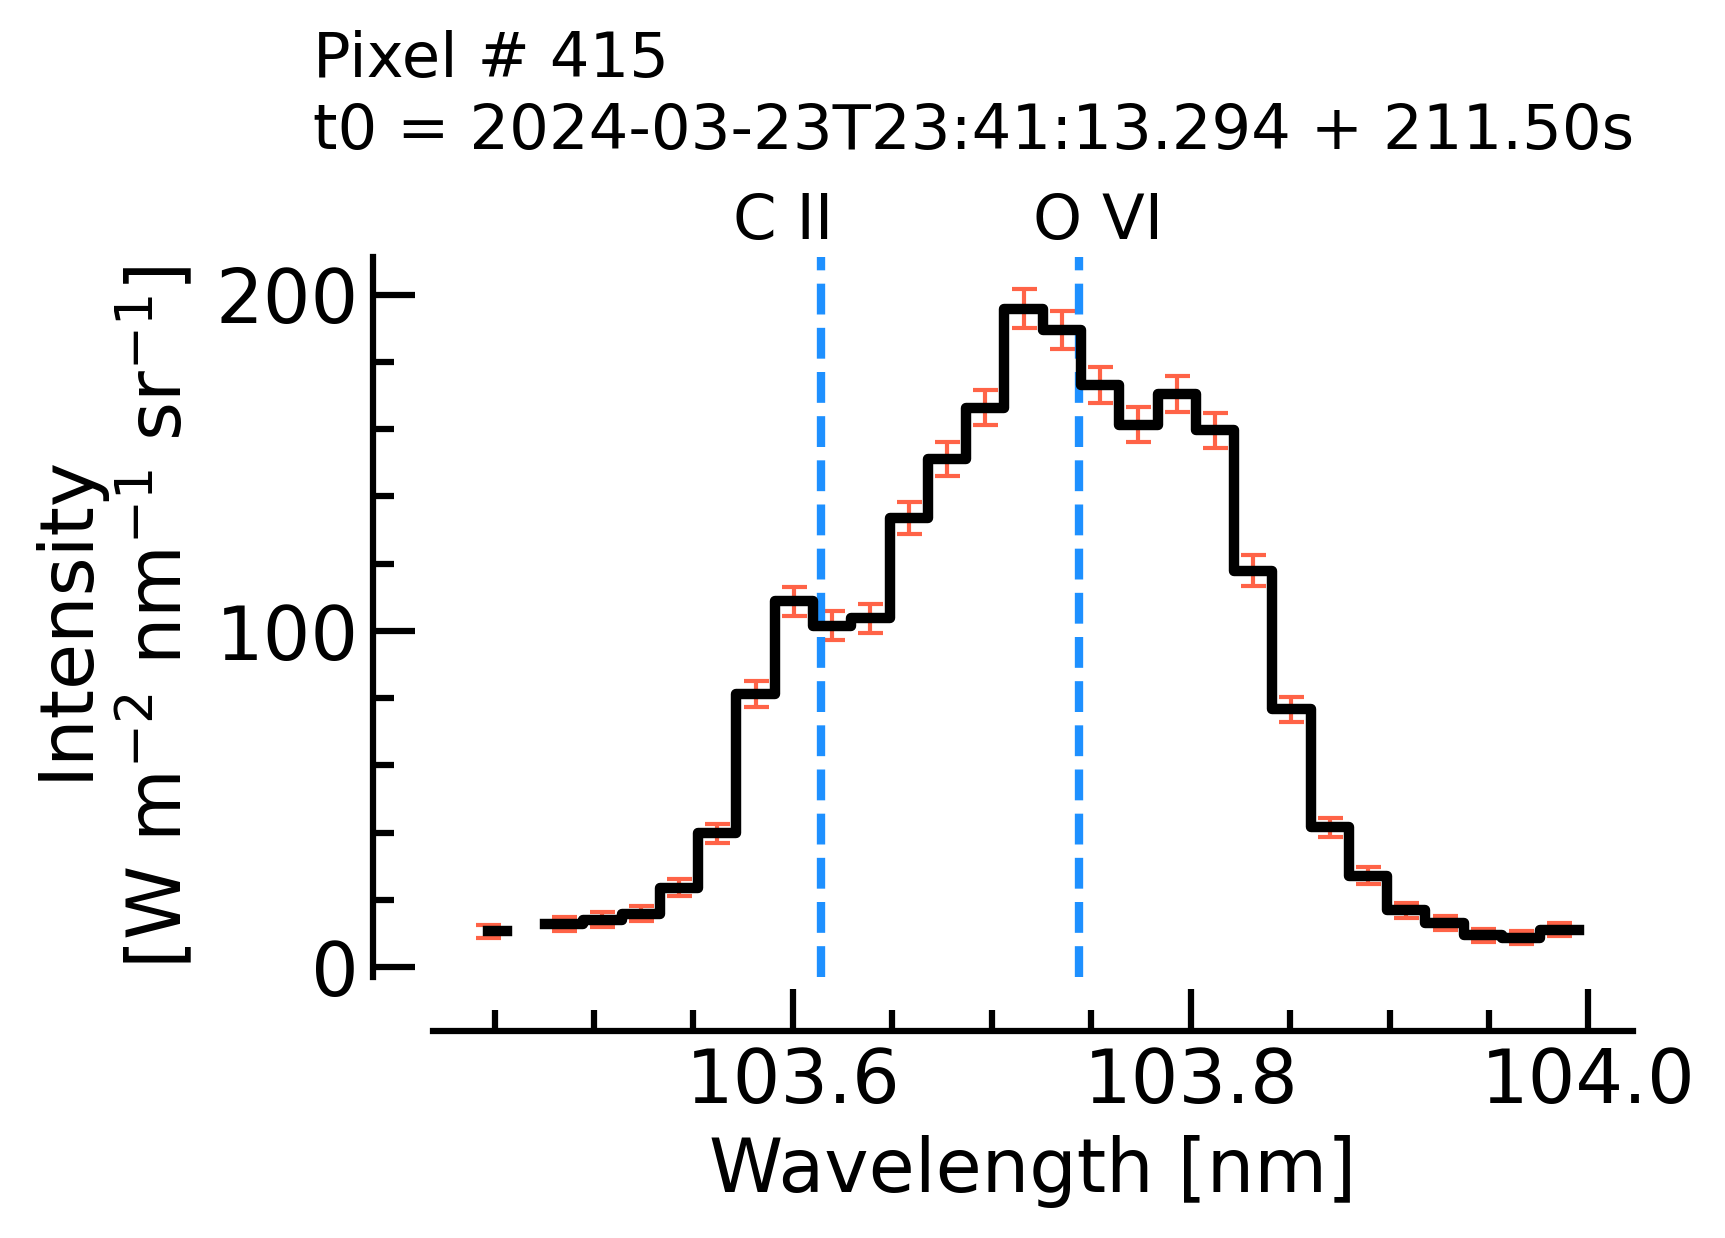 Pixel # 415
t0 = 2024-03-23T23:41:13.294 + 211.50s
C II
O VI
Intensity
[W m⁻² nm⁻¹ sr⁻¹]
200
100
0
103.6
103.8
104.0
Wavelength [nm]